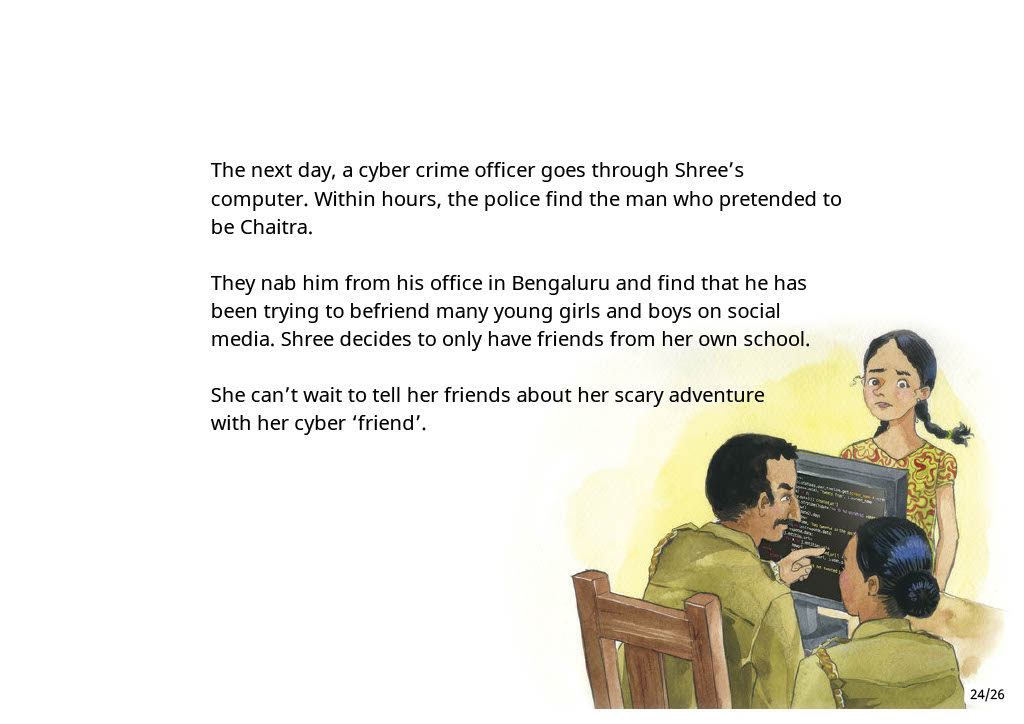 The next day, a cyber crime officer goes through Shree’s
computer. Within hours, the police find the man who pretended to
be Chaitra.
They nab him from his office in Bengaluru and find that he has
been trying to befriend many young girls and boys on social
media. Shree decides to only have friends from her own school.
She can’t wait to tell her friends about her scary adventure
with her cyber ‘friend’.
24/26